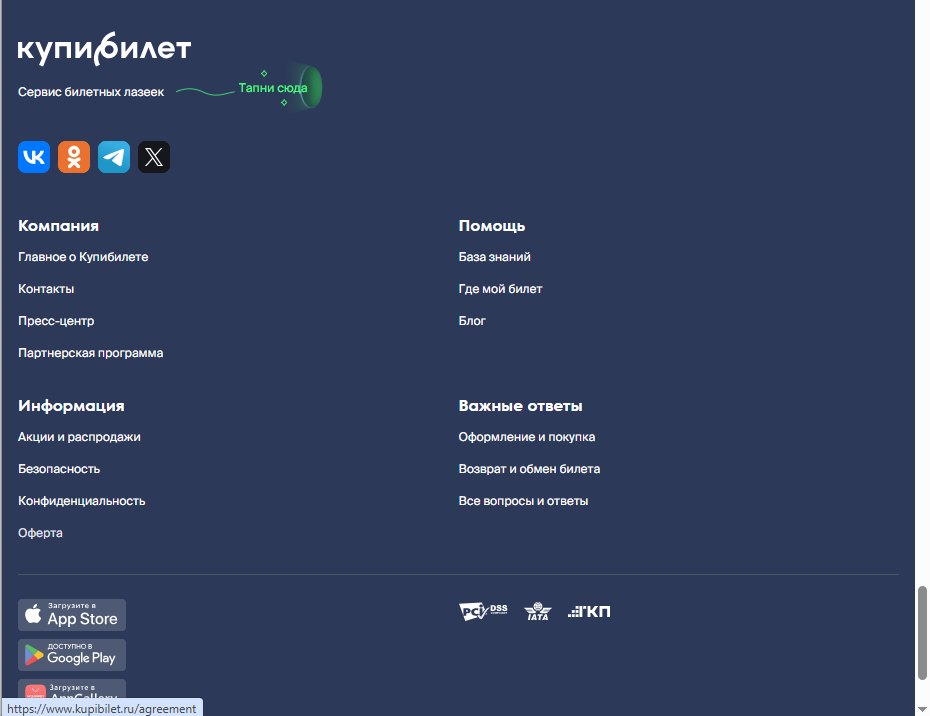 купибилет
Сервис билетных лазеек
Тапни сюда
Компания
Главное о Купибилете
Контакты
Пресс-центр
Партнерская программа
Помощь
База знаний
Где мой билет
Блог
Информация
Акции и распродажи
Безопасность
Конфиденциальность
Оферта
Важные ответы
Оформление и покупка
Возврат и обмен билета
Все вопросы и ответы
Загрузите в
App Store
ДОСТУПНО В
Google Play
Загрузите в
AppGallery
PCI DSS
IATA
ТКП
https://www.kupibilet.ru/agreement